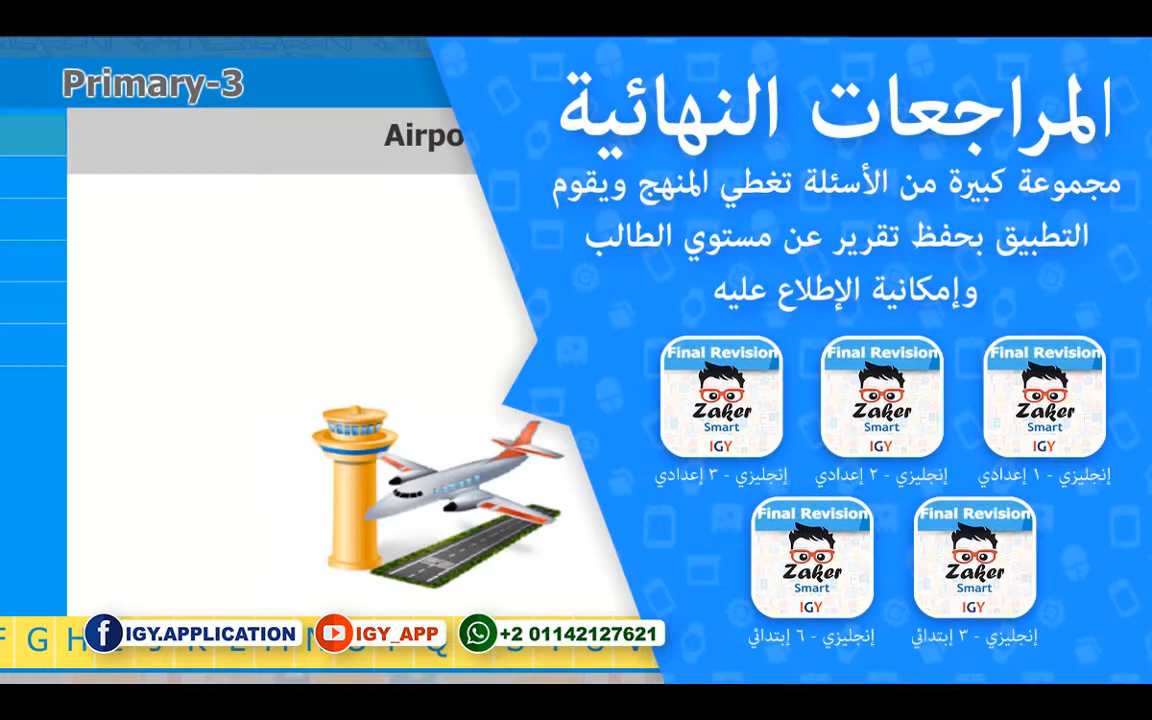 Primary-3
Airpo
المراجعات النهائية
مجموعة كبيرة من الأسئلة تغطي المنهج ويقوم
التطبيق بحفظ تقرير عن مستوي الطالب
وإمكانية الإطلاع عليه
Final Revision
Zaker
Smart
IGY
إنجليزي - ١ إعدادي
Final Revision
Zaker
Smart
IGY
إنجليزي - ٢ إعدادي
Final Revision
Zaker
Smart
IGY
إنجليزي - ٣ إعدادي
Final Revision
Zaker
Smart
IGY
إنجليزي - ٣ إبتدائي
Final Revision
Zaker
Smart
IGY
إنجليزي - ٦ إبتدائي
F G H
IGY.APPLICATION
IGY_APP
+2 01142127621